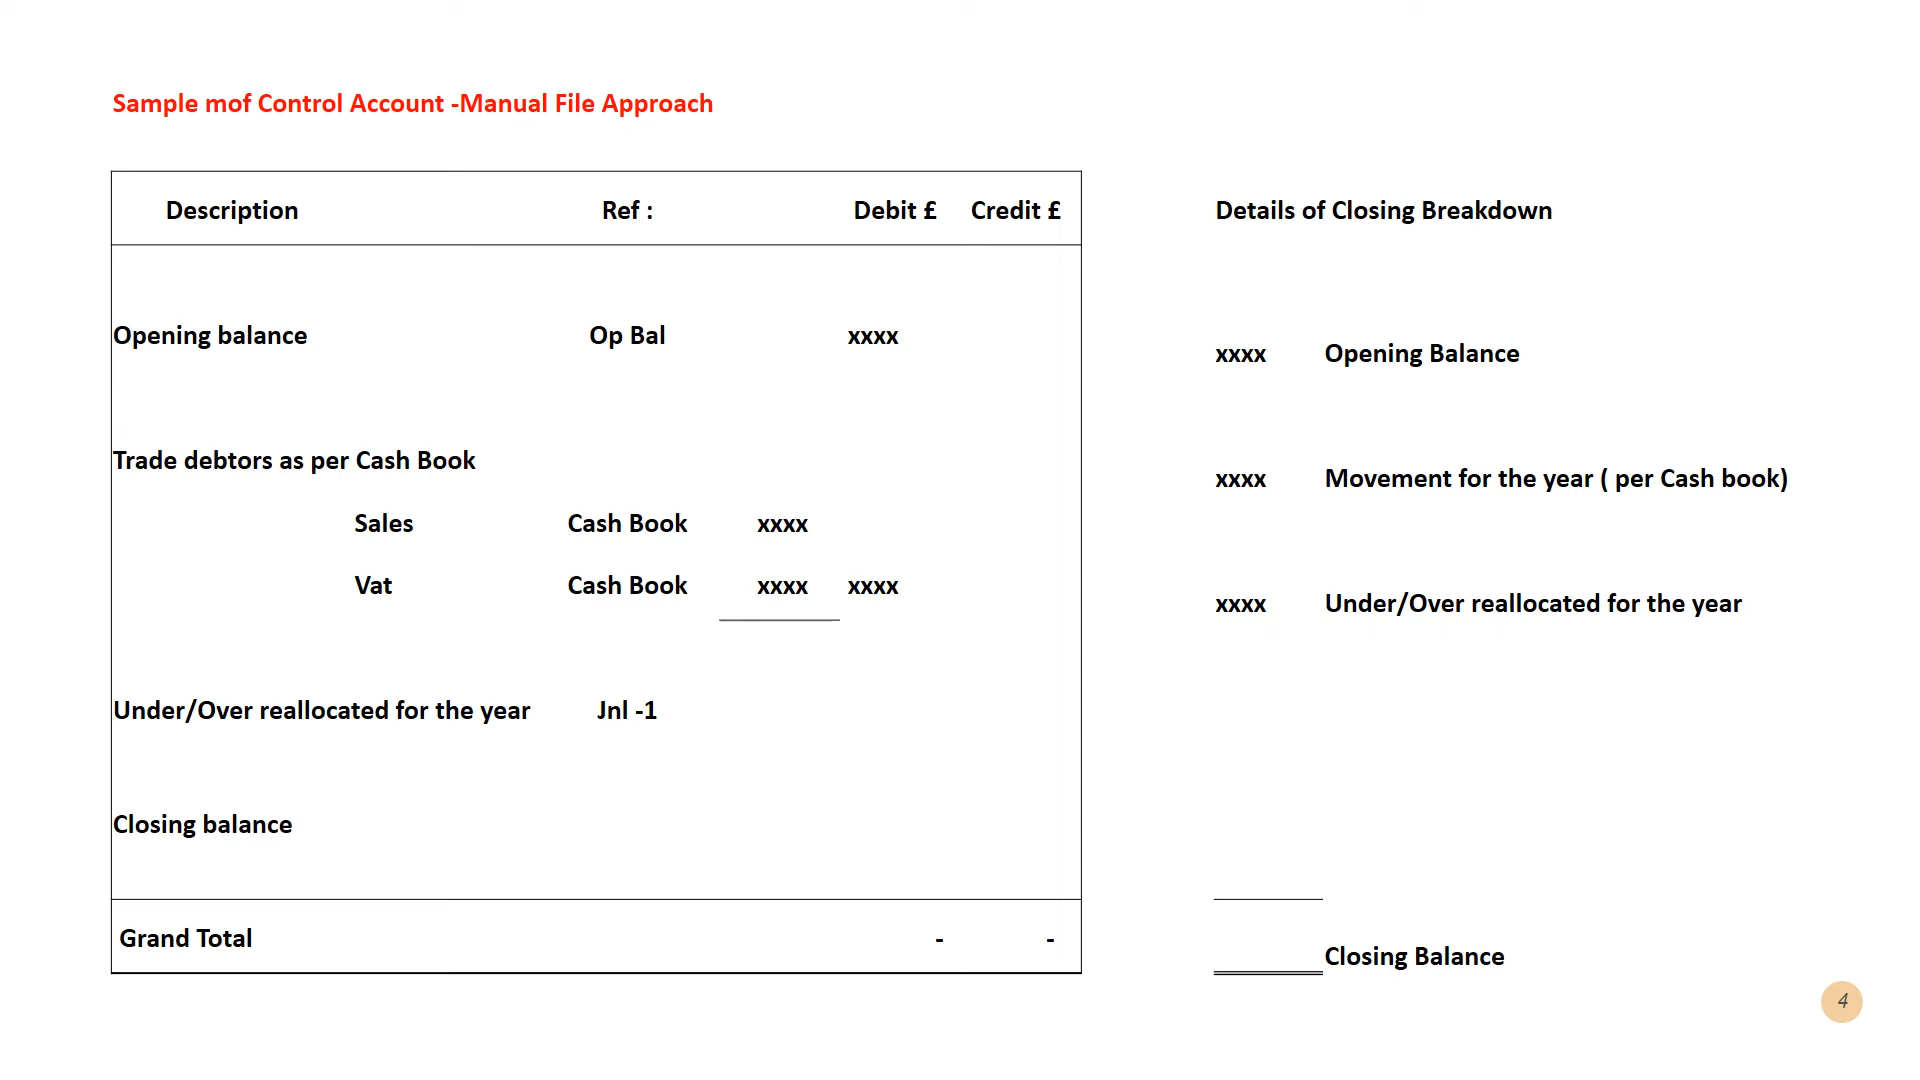 Sample mof Control Account -Manual File Approach
Description Ref : Debit £ Credit £
Opening balance Op Bal xxxx
Trade debtors as per Cash Book
Sales Cash Book xxxx
Vat Cash Book xxxx xxxx
Under/Over reallocated for the year Jnl -1
Closing balance
Grand Total - -
Details of Closing Breakdown
xxxx Opening Balance
xxxx Movement for the year ( per Cash book)
xxxx Under/Over reallocated for the year
Closing Balance
4